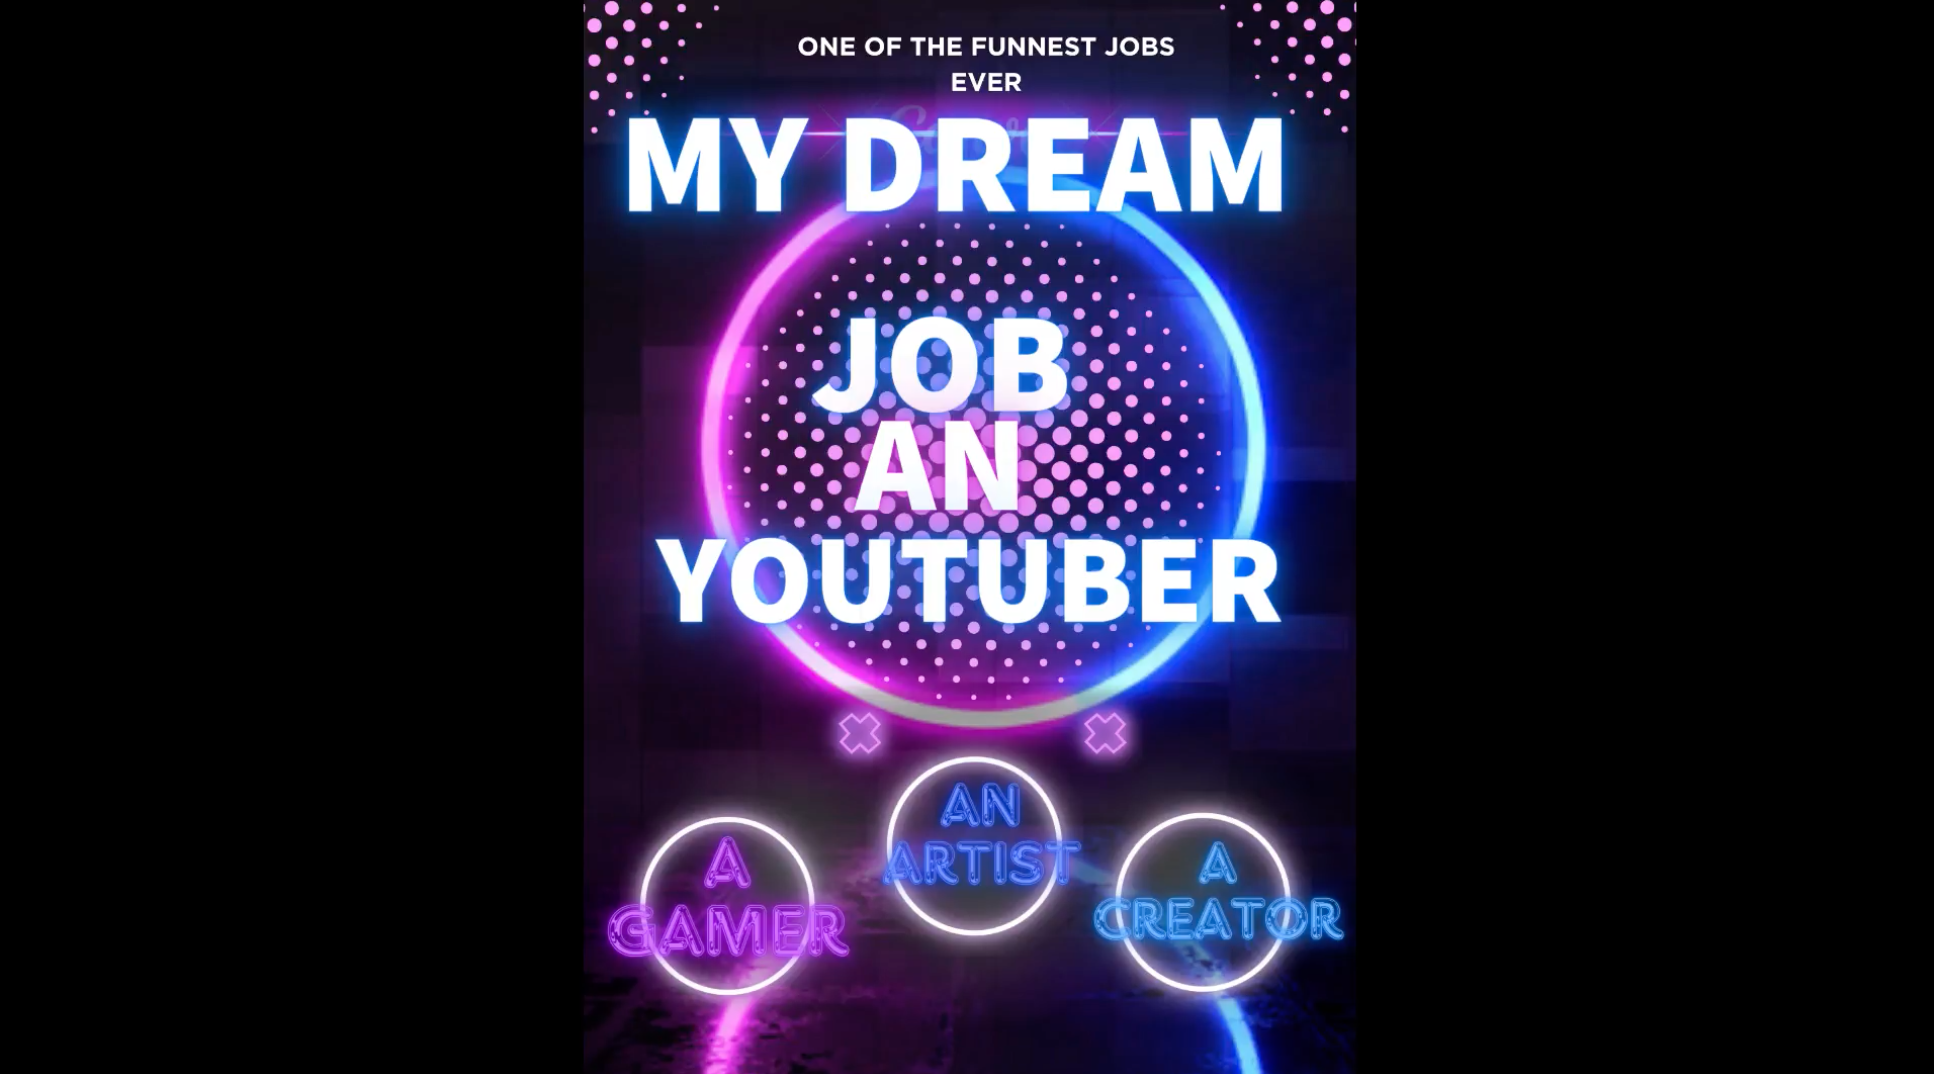 ONE OF THE FUNNEST JOBS
EVER
MY DREAM
JOB
AN
YOUTUBER
AN
ARTIST
A
GAMER
A
CREATOR